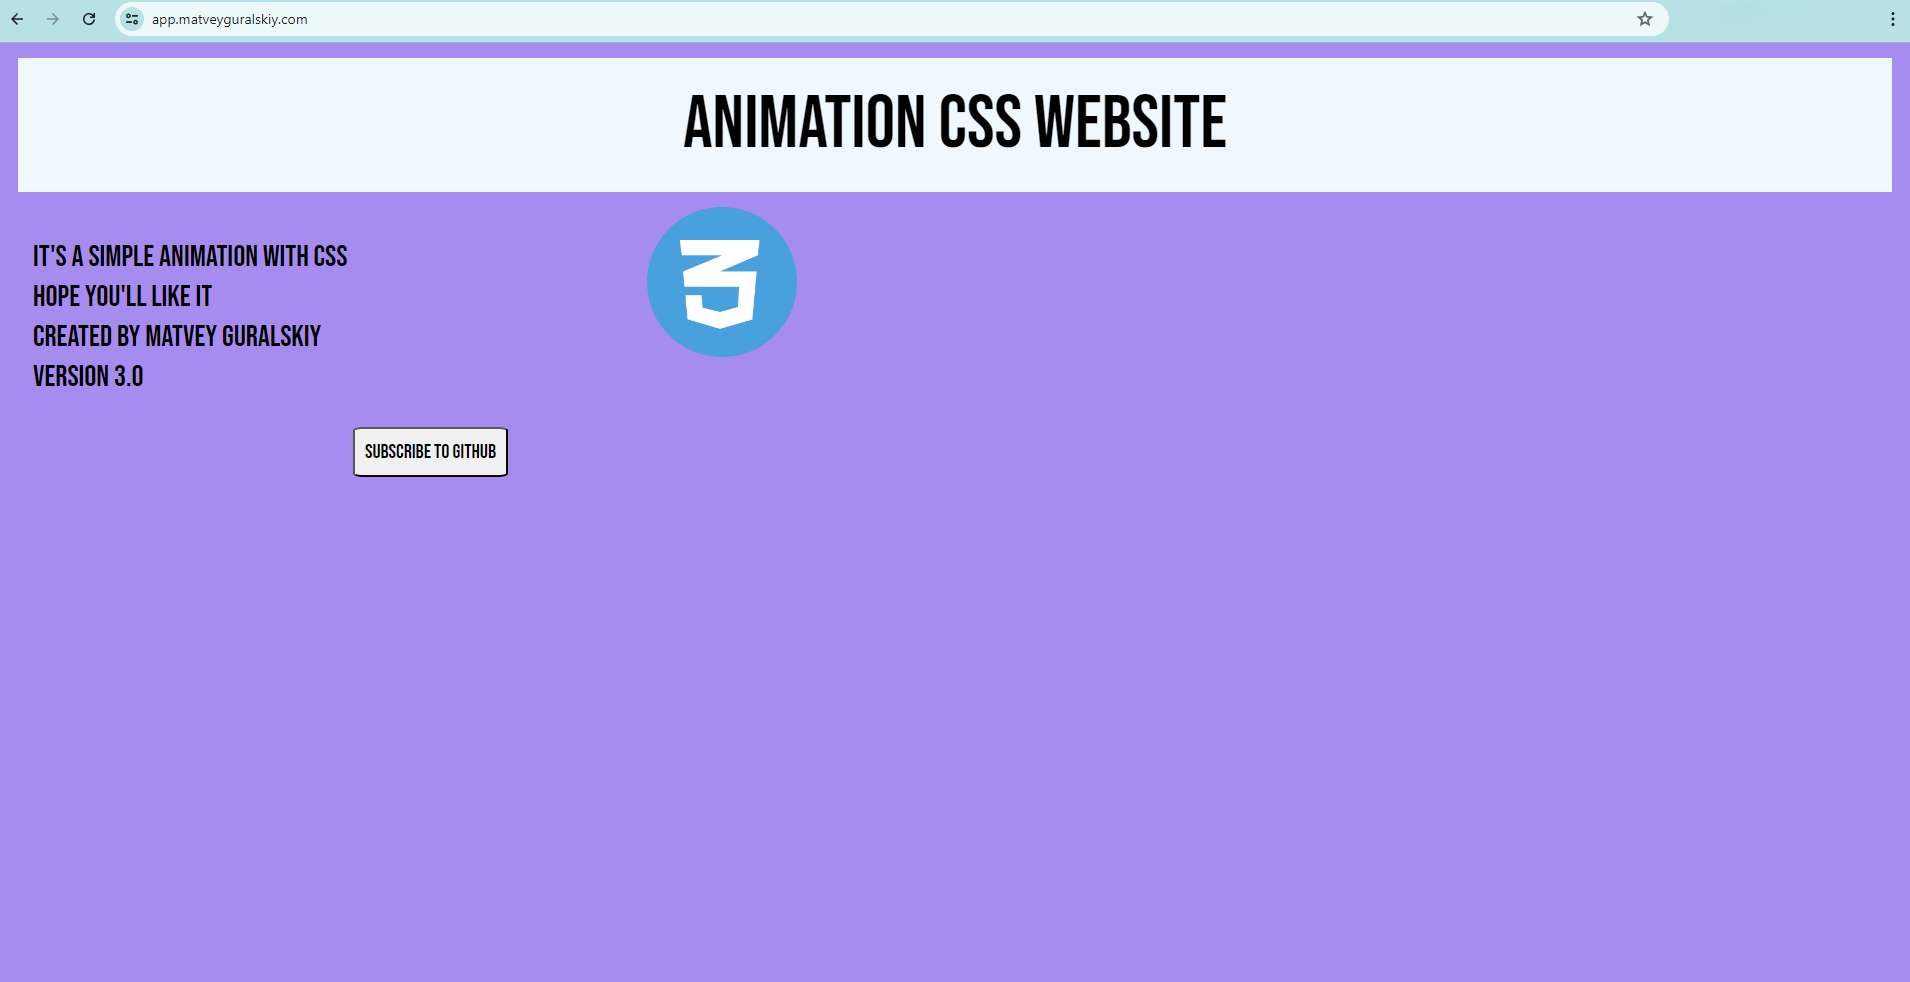 app.matveyguralskiy.com
ANIMATION CSS WEBSITE
IT'S A SIMPLE ANIMATION WITH CSS
HOPE YOU'LL LIKE IT
CREATED BY MATVEY GURALSKIY
VERSION 3.0
3
SUBSCRIBE TO GITHUB